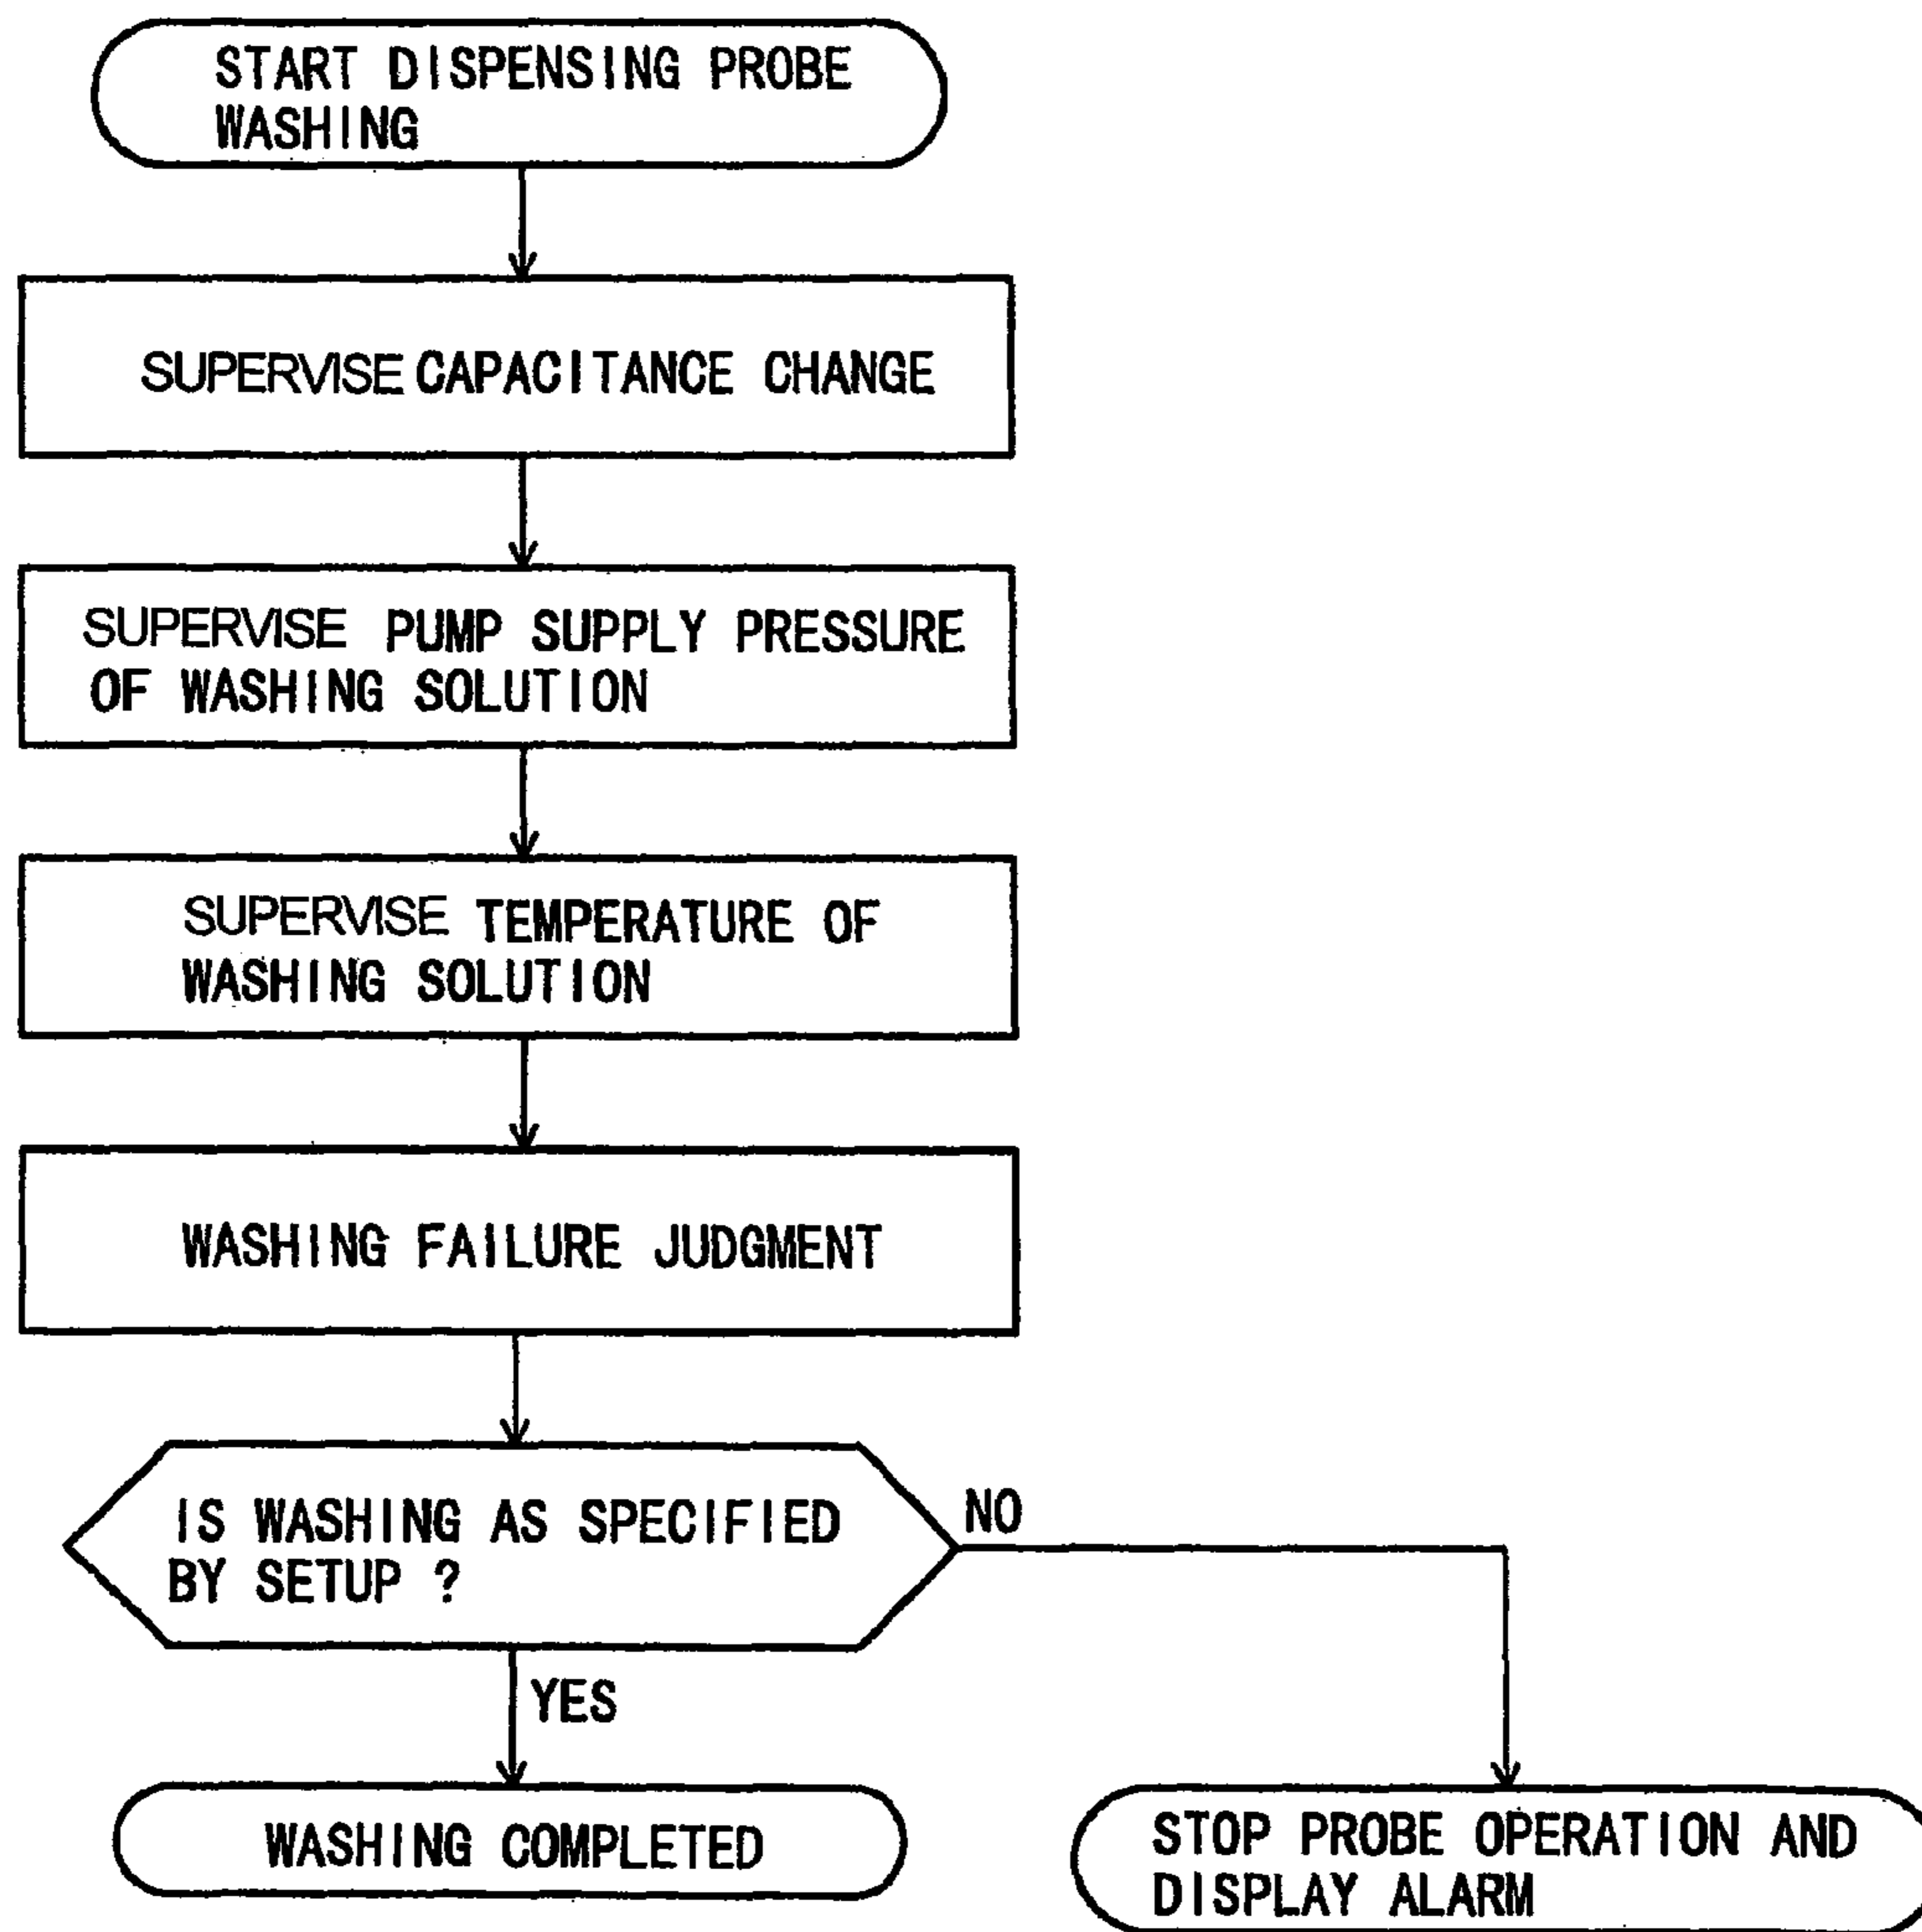 START DISPENSING PROBE
WASHING
SUPERVISE CAPACITANCE CHANGE
SUPERVISE PUMP SUPPLY PRESSURE
OF WASHING SOLUTION
SUPERVISE TEMPERATURE OF
WASHING SOLUTION
WASHING FAILURE JUDGMENT
IS WASHING AS SPECIFIED
BY SETUP ?
NO
YES
WASHING COMPLETED
STOP PROBE OPERATION AND
DISPLAY ALARM